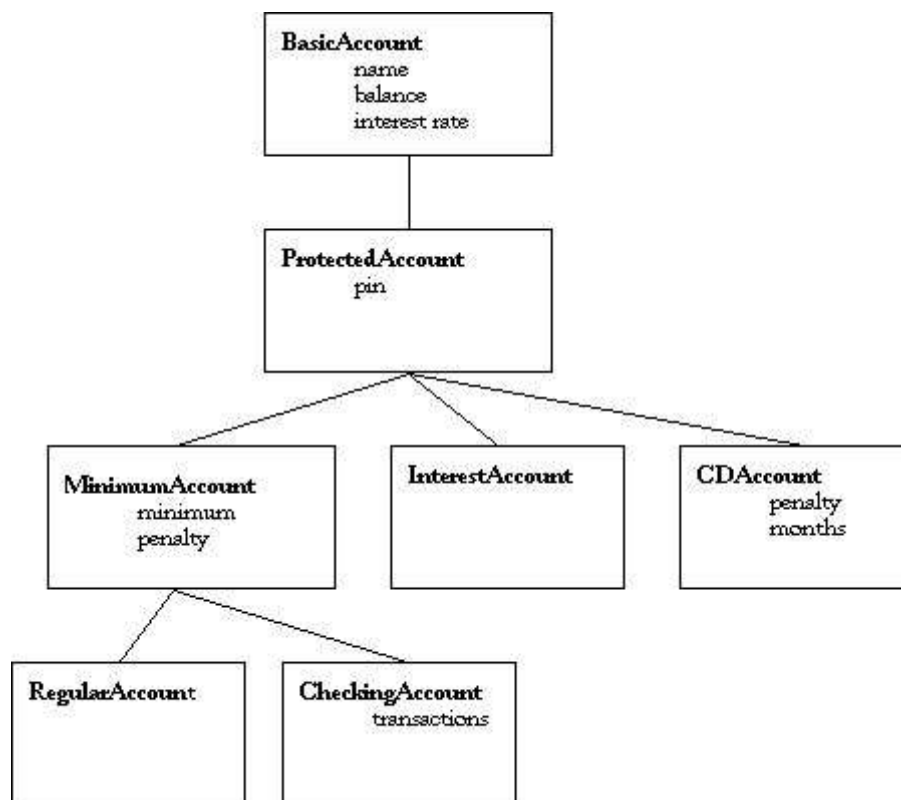 BasicAccount
name
balance
interest rate
ProtectedAccount
pin
MinimumAccount
minimum
penalty
InterestAccount
CDAccount
penalty
months
RegularAccount
CheckingAccount
transactions